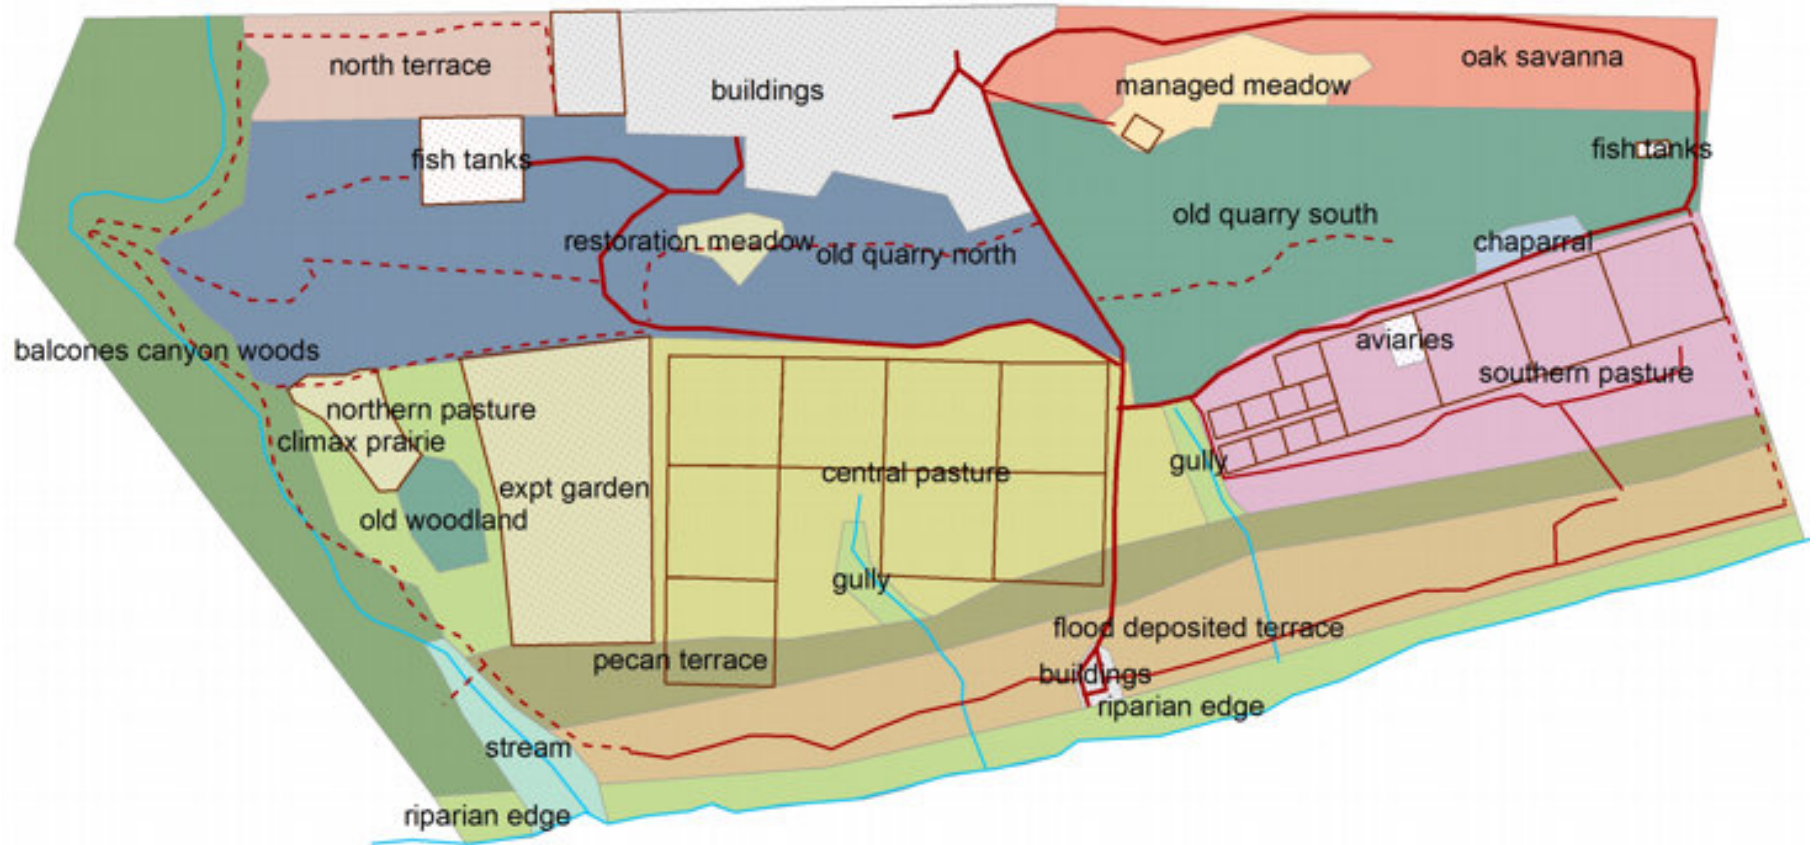 north terrace
buildings
oak savanna
managed meadow
fish tanks
fish tanks
old quarry south
restoration meadow
old quarry north
chaparral
balcones canyon woods
aviaries
southern pasture
northern pasture
climax prairie
central pasture
gully
expt garden
old woodland
gully
flood deposited terrace
pecan terrace
buildings
riparian edge
stream
riparian edge